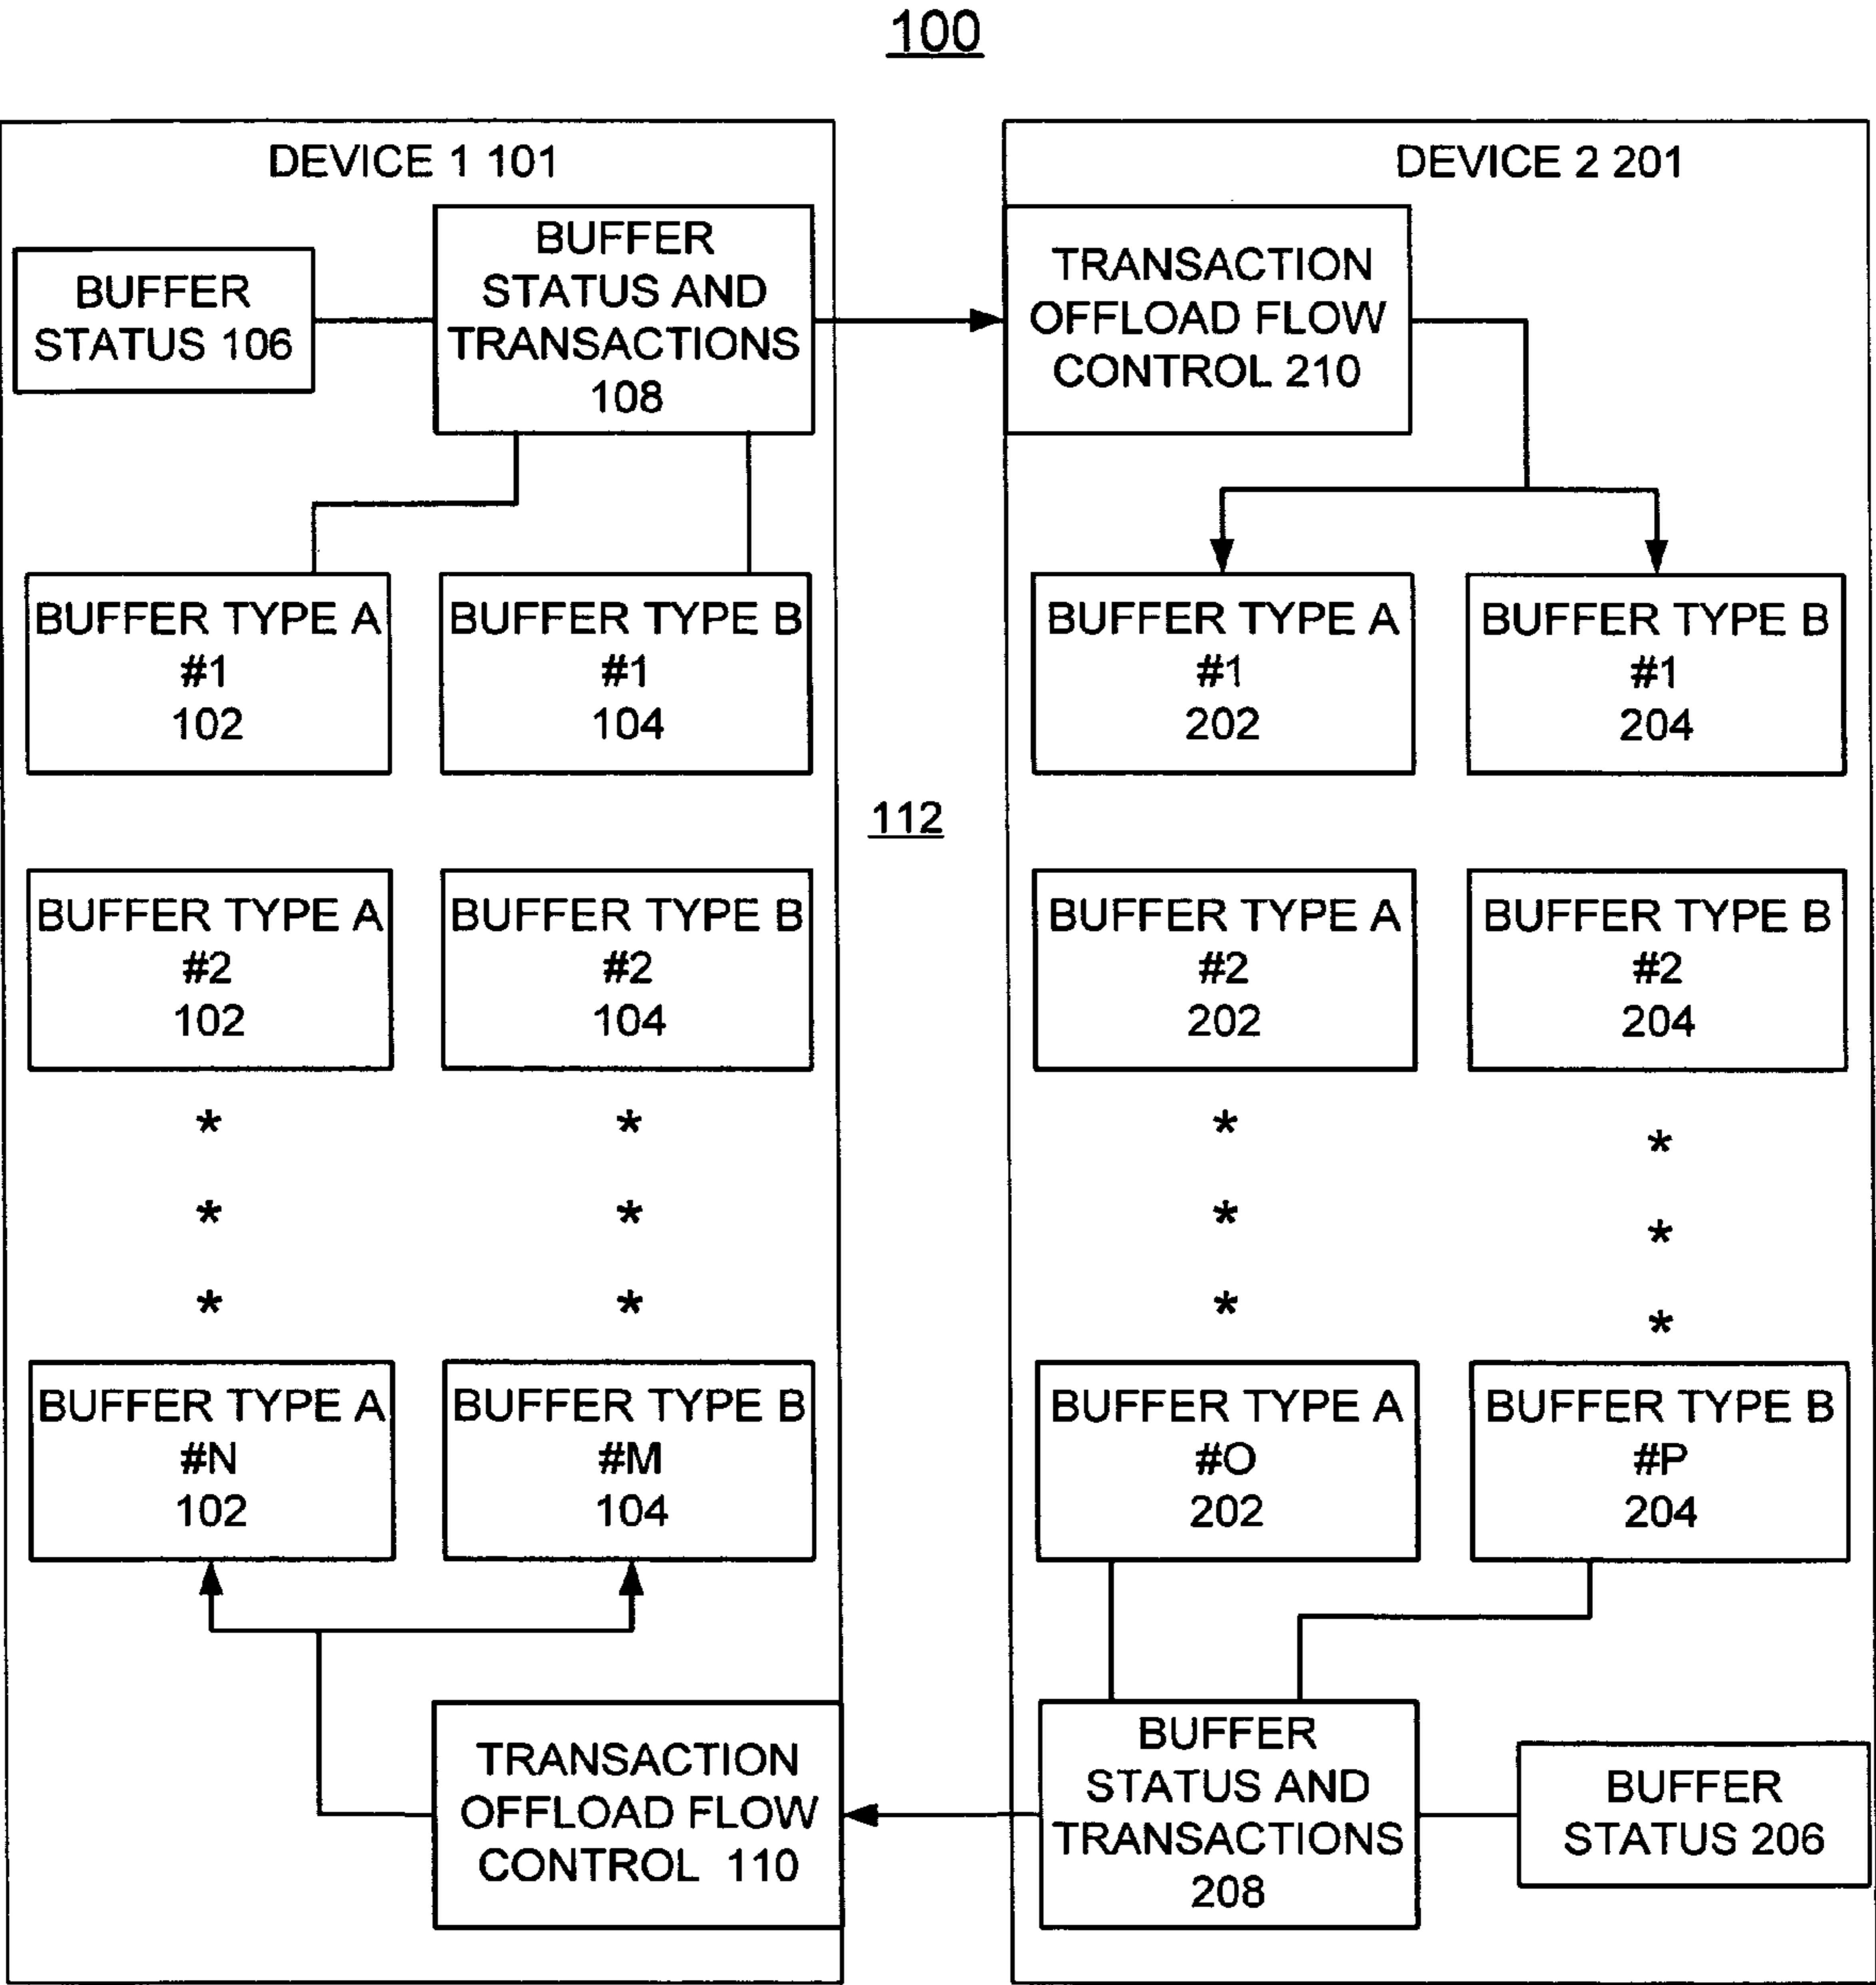 100
DEVICE 1 101
BUFFER
STATUS 106
BUFFER
STATUS AND
TRANSACTIONS
108
BUFFER TYPE A
#1
102
BUFFER TYPE B
#1
104
BUFFER TYPE A
#2
102
BUFFER TYPE B
#2
104
*
*
*
*
*
*
BUFFER TYPE A
#N
102
BUFFER TYPE B
#M
104
TRANSACTION
OFFLOAD FLOW
CONTROL 110
112
DEVICE 2 201
TRANSACTION
OFFLOAD FLOW
CONTROL 210
BUFFER TYPE A
#1
202
BUFFER TYPE B
#1
204
BUFFER TYPE A
#2
202
BUFFER TYPE B
#2
204
*
*
*
*
*
*
BUFFER TYPE A
#O
202
BUFFER TYPE B
#P
204
BUFFER
STATUS AND
TRANSACTIONS
208
BUFFER
STATUS 206